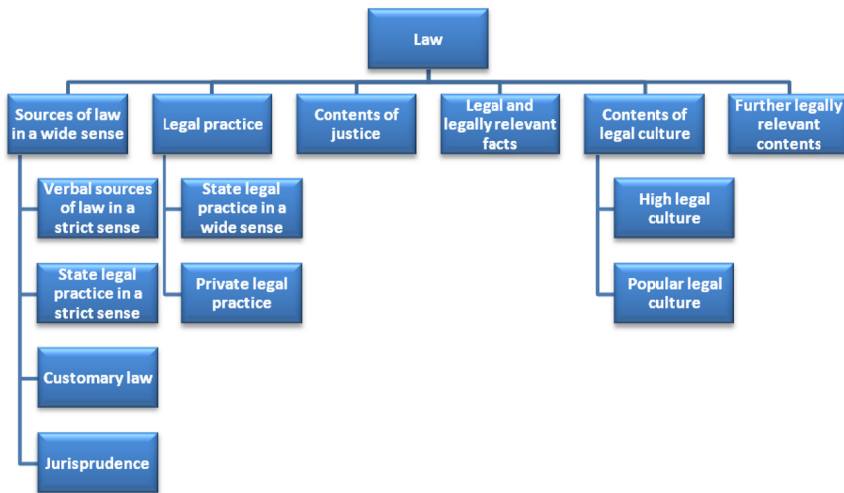 Law
Sources of law
in a wide sense
Legal practice
Contents of
justice
Legal and
legally relevant
facts
Contents of
legal culture
Further legally
relevant
contents
Verbal sources
of law in a
strict sense
State legal
practice in a
strict sense
Customary law
Jurisprudence
State legal
practice in a
wide sense
Private legal
practice
High legal
culture
Popular legal
culture